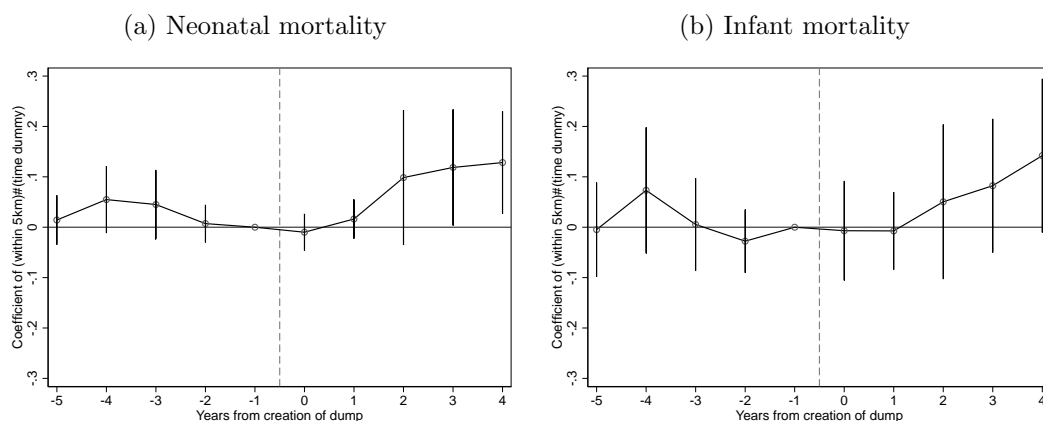 (a) Neonatal mortality
(b) Infant mortality
Coefficient of (within 5km)#(time dummy)
.3
.2
.1
0
-.1
-.2
-.3
-5 -4 -3 -2 -1 0 1 2 3 4
Years from creation of dump
Coefficient of (within 5km)#(time dummy)
.3
.2
.1
0
-.1
-.2
-.3
-5 -4 -3 -2 -1 0 1 2 3 4
Years from creation of dump